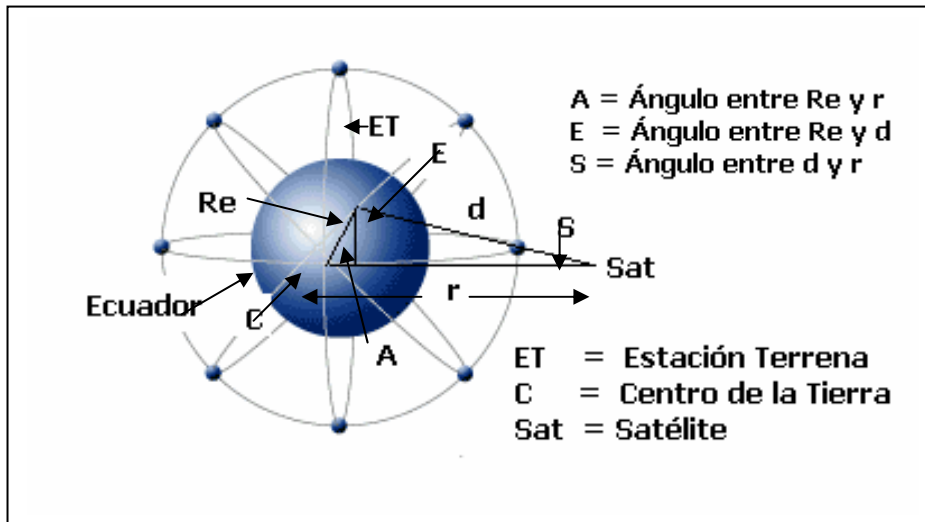 A = Ángulo entre Re y r
E = Ángulo entre Re y d
S = Ángulo entre d y r
ET
E
Re
d
S
Sat
Ecuador
C
r
A
ET = Estación Terrena
C = Centro de la Tierra
Sat = Satélite